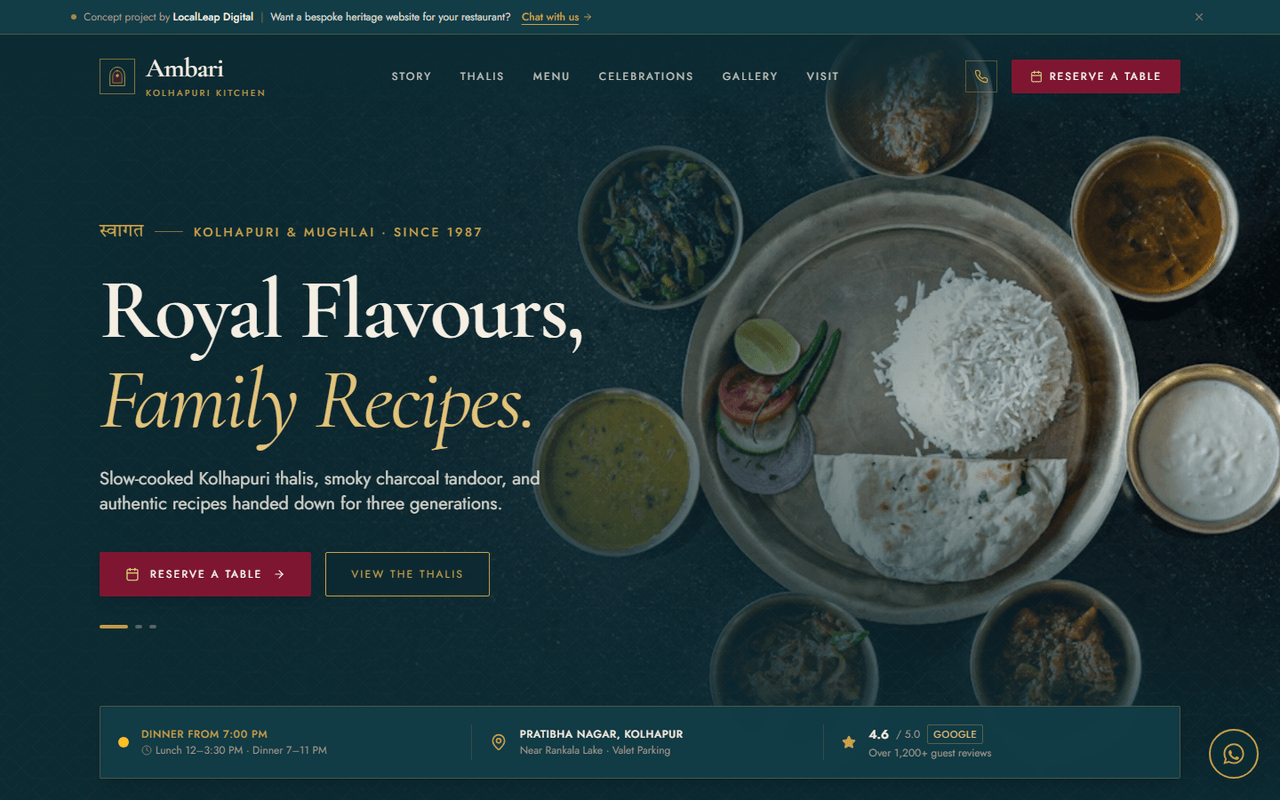 Concept project by LocalLeap Digital | Want a bespoke heritage website for your restaurant? Chat with us →
Ambari
KOLHAPURI KITCHEN
STORY THALIS MENU CELEBRATIONS GALLERY VISIT
RESERVE A TABLE
स्वागत — KOLHAPURI & MUGHLAI · SINCE 1987
Royal Flavours,
Family Recipes.
Slow-cooked Kolhapuri thalis, smoky charcoal tandoor, and
authentic recipes handed down for three generations.
RESERVE A TABLE →
VIEW THE THALIS
DINNER FROM 7:00 PM
Lunch 12–3:30 PM · Dinner 7–11 PM
PRATIBHA NAGAR, KOLHAPUR
Near Rankala Lake · Valet Parking
4.6 / 5.0 GOOGLE
Over 1,200+ guest reviews